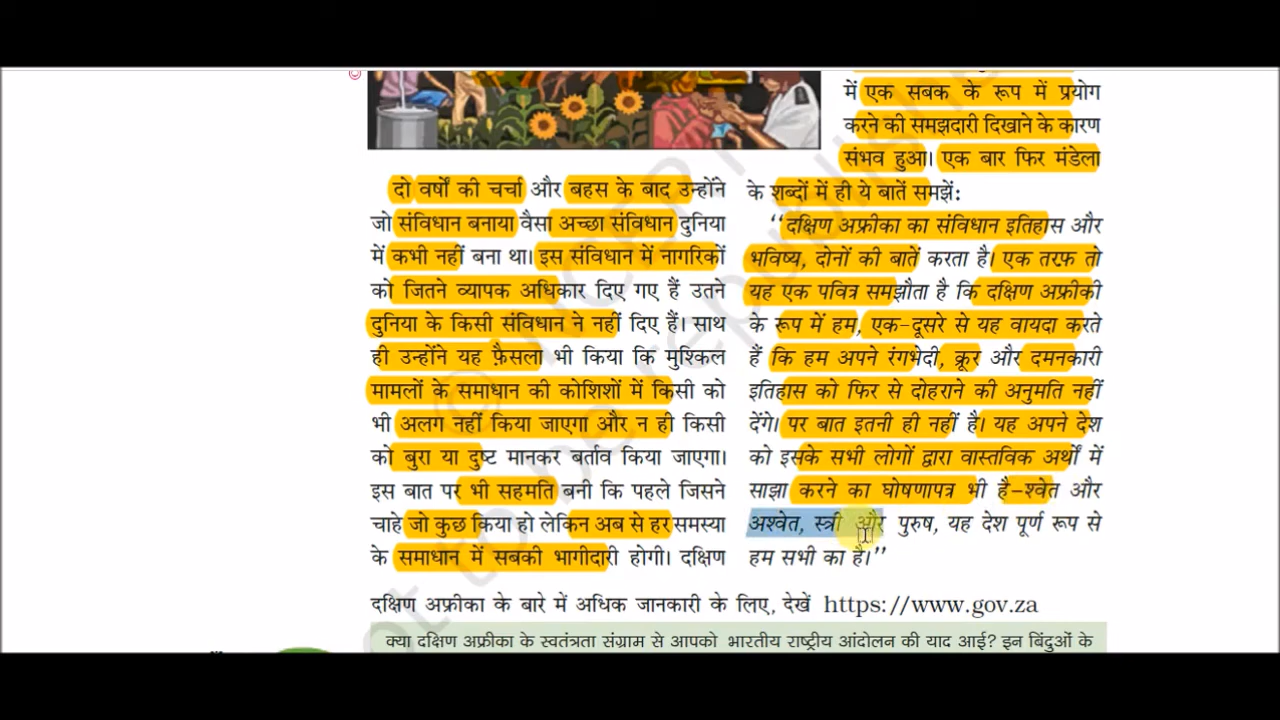 में एक सबक के रूप में प्रयोग
करने की समझदारी दिखाने के कारण
संभव हुआ। एक बार फिर मंडेला
के शब्दों में ही ये बातें समझें:
दो वर्षों की चर्चा और बहस के बाद उन्होंने
जो संविधान बनाया वैसा अच्छा संविधान दुनिया
में कभी नहीं बना था। इस संविधान में नागरिकों
को जितने व्यापक अधिकार दिए गए हैं उतने
दुनिया के किसी संविधान ने नहीं दिए हैं। साथ
ही उन्होंने यह फ़ैसला भी किया कि मुश्किल
मामलों के समाधान की कोशिशों में किसी को
भी अलग नहीं किया जाएगा और न ही किसी
को बुरा या दुष्ट मानकर बर्ताव किया जाएगा।
इस बात पर भी सहमति बनी कि पहले जिसने
चाहे जो कुछ किया हो लेकिन अब से हर समस्या
के समाधान में सबकी भागीदारी होगी। दक्षिण
‘‘दक्षिण अफ्रीका का संविधान इतिहास और
भविष्य, दोनों की बातें करता है। एक तरफ़ तो
यह एक पवित्र समझौता है कि दक्षिण अफ्रीकी
के रूप में हम, एक-दूसरे से यह वायदा करते
हैं कि हम अपने रंगभेदी, क्रूर और दमनकारी
इतिहास को फिर से दोहराने की अनुमति नहीं
देंगे। पर बात इतनी ही नहीं है। यह अपने देश
को इसके सभी लोगों द्वारा वास्तविक अर्थों में
साझा करने का घोषणापत्र भी है–श्वेत और
अश्वेत, स्त्री और पुरुष, यह देश पूर्ण रूप से
हम सभी का है।’’
दक्षिण अफ्रीका के बारे में अधिक जानकारी के लिए, देखें https://www.gov.za
क्या दक्षिण अफ्रीका के स्वतंत्रता संग्राम से आपको भारतीय राष्ट्रीय आंदोलन की याद आई? इन बिंदुओं के